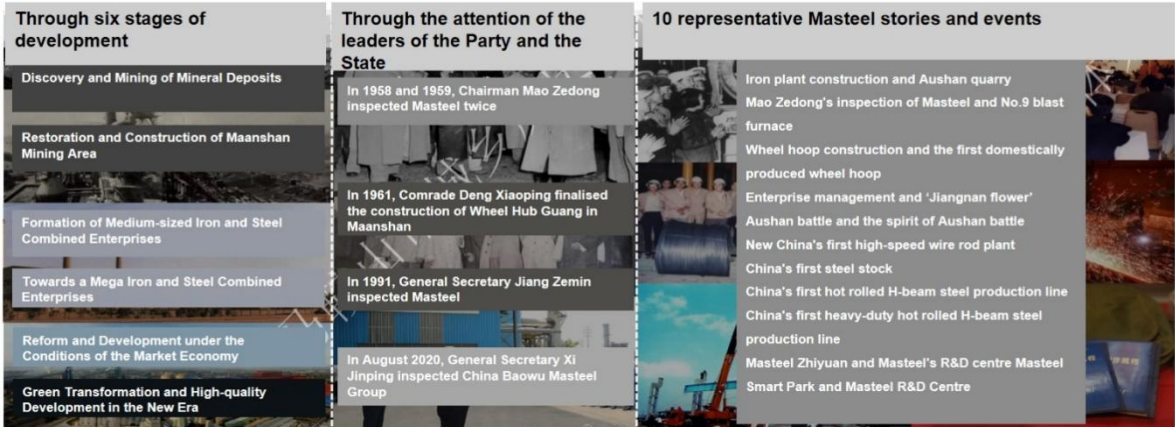 Through six stages of
development
Discovery and Mining of Mineral Deposits
Restoration and Construction of Maanshan
Mining Area
Formation of Medium-sized Iron and Steel
Combined Enterprises
Towards a Mega Iron and Steel Combined
Enterprises
Reform and Development under the
Conditions of the Market Economy
Green Transformation and High-quality
Development in the New Era
Through the attention of the
leaders of the Party and the
State
In 1958 and 1959, Chairman Mao Zedong
inspected Masteel twice
In 1961, Comrade Deng Xiaoping finalised
the construction of Wheel Hub Guang in
Maanshan
In 1991, General Secretary Jiang Zemin
inspected Masteel
In August 2020, General Secretary Xi
Jinping inspected China Baowu Masteel
Group
10 representative Masteel stories and events
Iron plant construction and Aushan quarry
Mao Zedong's inspection of Masteel and No.9 blast
furnace
Wheel hoop construction and the first domestically
produced wheel hoop
Enterprise management and ‘Jiangnan flower’
Aushan battle and the spirit of Aushan battle
New China's first high-speed wire rod plant
China's first steel stock
China's first hot rolled H-beam steel production line
China's first heavy-duty hot rolled H-beam steel
production line
Masteel Zhiyuan and Masteel's R&D centre Masteel
Smart Park and Masteel R&D Centre